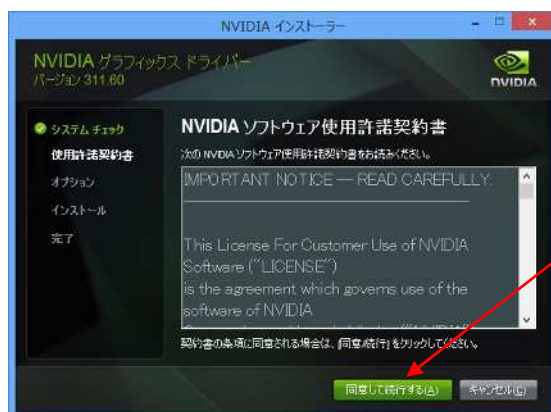 NVIDIA インストーラー
NVIDIA グラフィックス ドライバー
バージョン 311.60
NVIDIA
システム チェック
使用許諾契約書
オプション
インストール
完了
NVIDIA ソフトウェア使用許諾契約書
次の NVIDIA ソフトウェア使用許諾契約書をお読みください。
IMPORTANT NOTICE — READ CAREFULLY:
This License For Customer Use of NVIDIA
Software ("LICENSE")
is the agreement which governs use of the
software of NVIDIA
契約書の条項に同意される場合は、[同意/続行] をクリックしてください。
同意して続行する(A)
キャンセル(C)